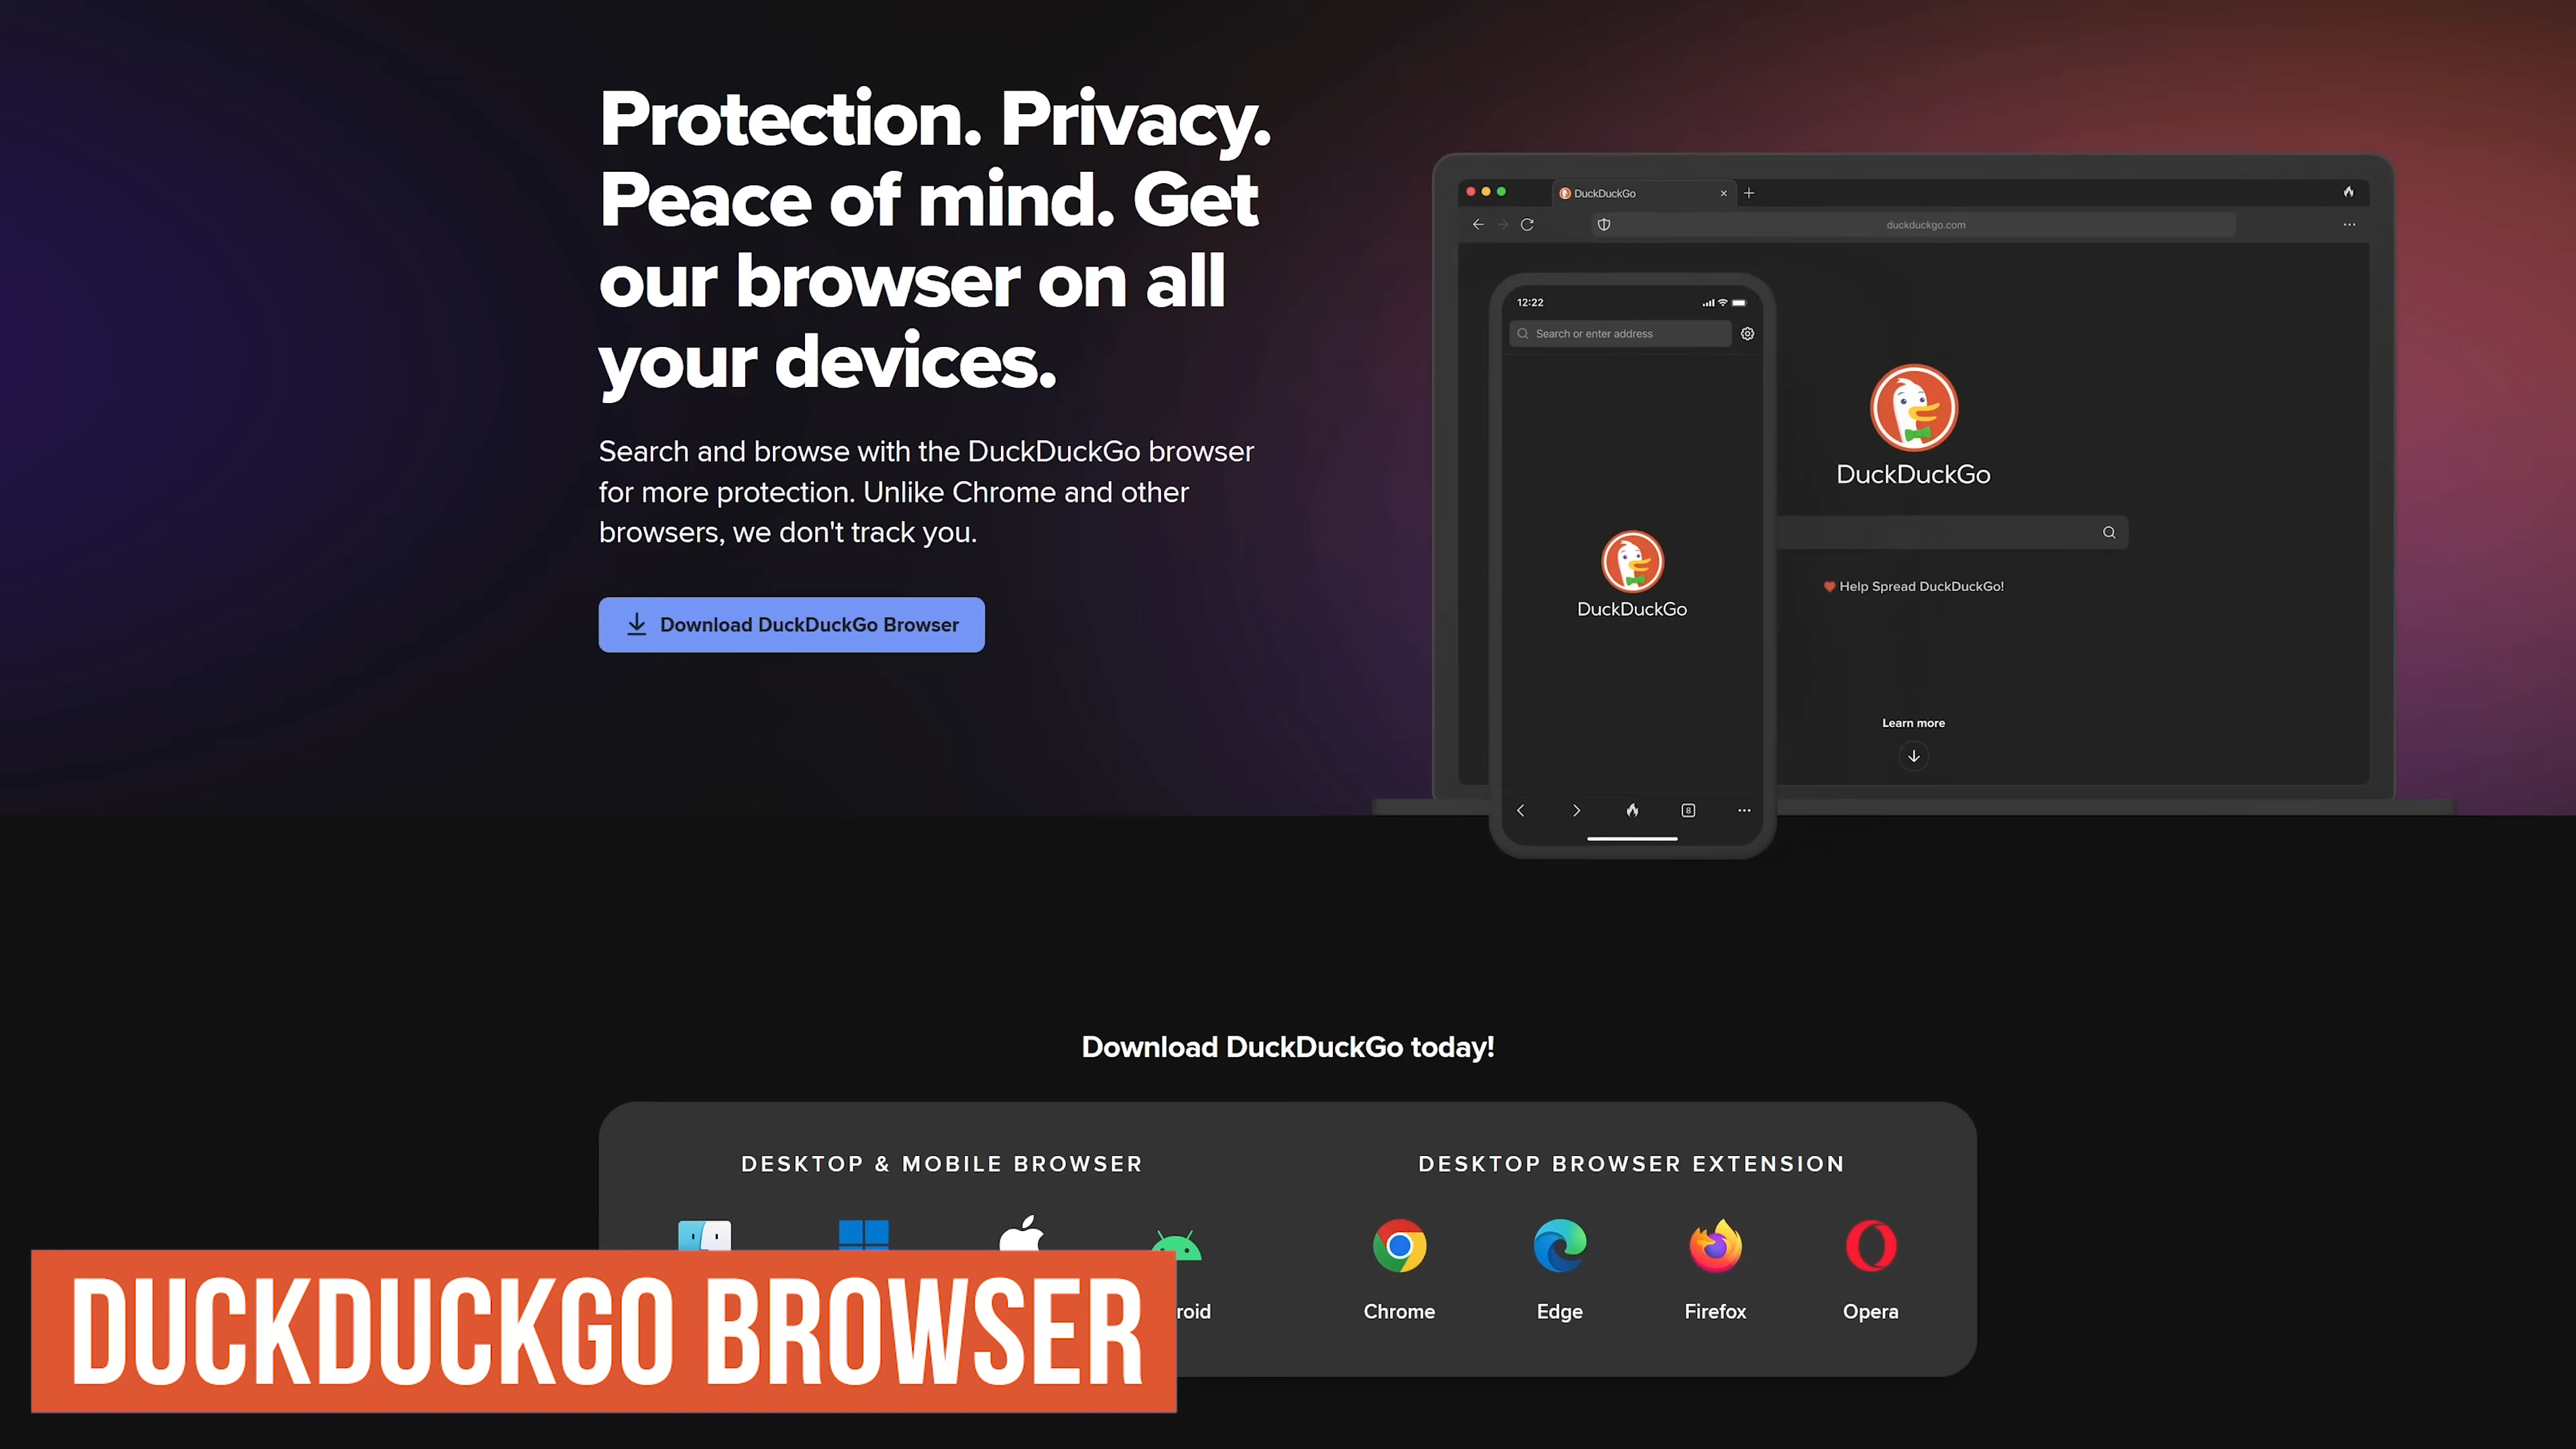 Protection. Privacy.
Peace of mind. Get
our browser on all
your devices.
Search and browse with the DuckDuckGo browser
for more protection. Unlike Chrome and other
browsers, we don't track you.
Download DuckDuckGo Browser
DuckDuckGo
duckduckgo.com
12:22
Search or enter address
DuckDuckGo
8
DuckDuckGo
Help Spread DuckDuckGo!
Learn more
Download DuckDuckGo today!
DESKTOP & MOBILE BROWSER
roid
DESKTOP BROWSER EXTENSION
Chrome
Edge
Firefox
Opera
DUCKDUCKGO BROWSER